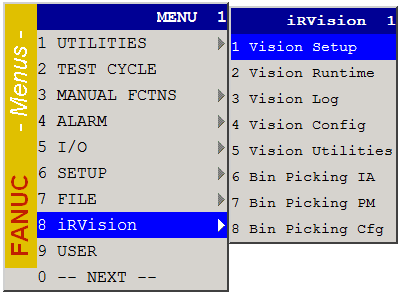 FANUC - Menus -
MENU 1
1 UTILITIES
2 TEST CYCLE
3 MANUAL FCTNS
4 ALARM
5 I/O
6 SETUP
7 FILE
8 iRVision
9 USER
0 -- NEXT --
iRVision 1
1 Vision Setup
2 Vision Runtime
3 Vision Log
4 Vision Config
5 Vision Utilities
6 Bin Picking IA
7 Bin Picking PM
8 Bin Picking Cfg